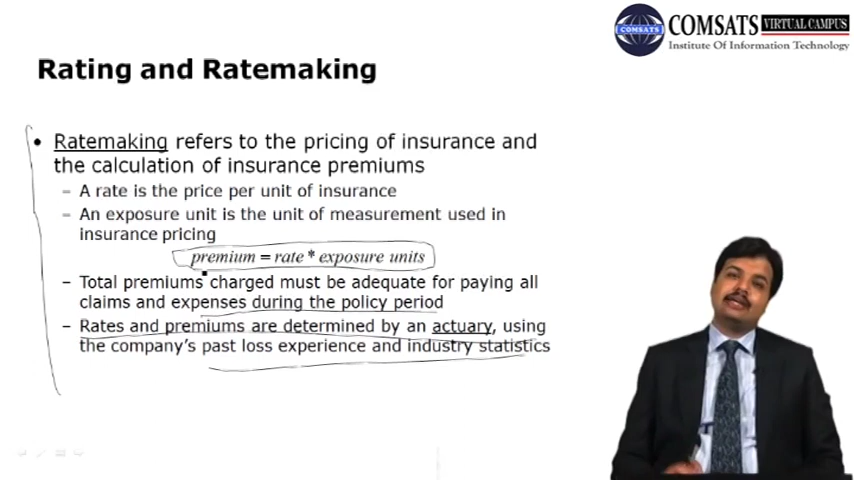 COMSATS VIRTUAL CAMPUS
COMSATS
Institute Of Information Technology
Rating and Ratemaking
• Ratemaking refers to the pricing of insurance and
the calculation of insurance premiums
– A rate is the price per unit of insurance
– An exposure unit is the unit of measurement used in
insurance pricing
premium = rate * exposure units
– Total premiums charged must be adequate for paying all
claims and expenses during the policy period
– Rates and premiums are determined by an actuary, using
the company's past loss experience and industry statistics